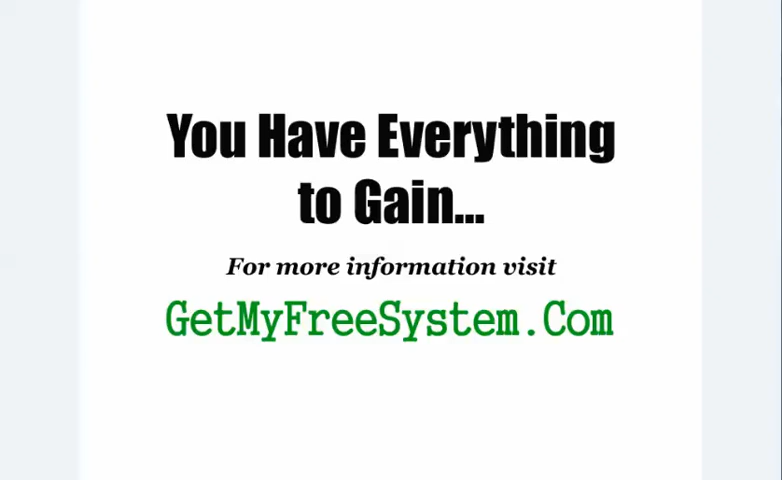 You Have Everything
to Gain...
For more information visit
GetMyFreeSystem.Com